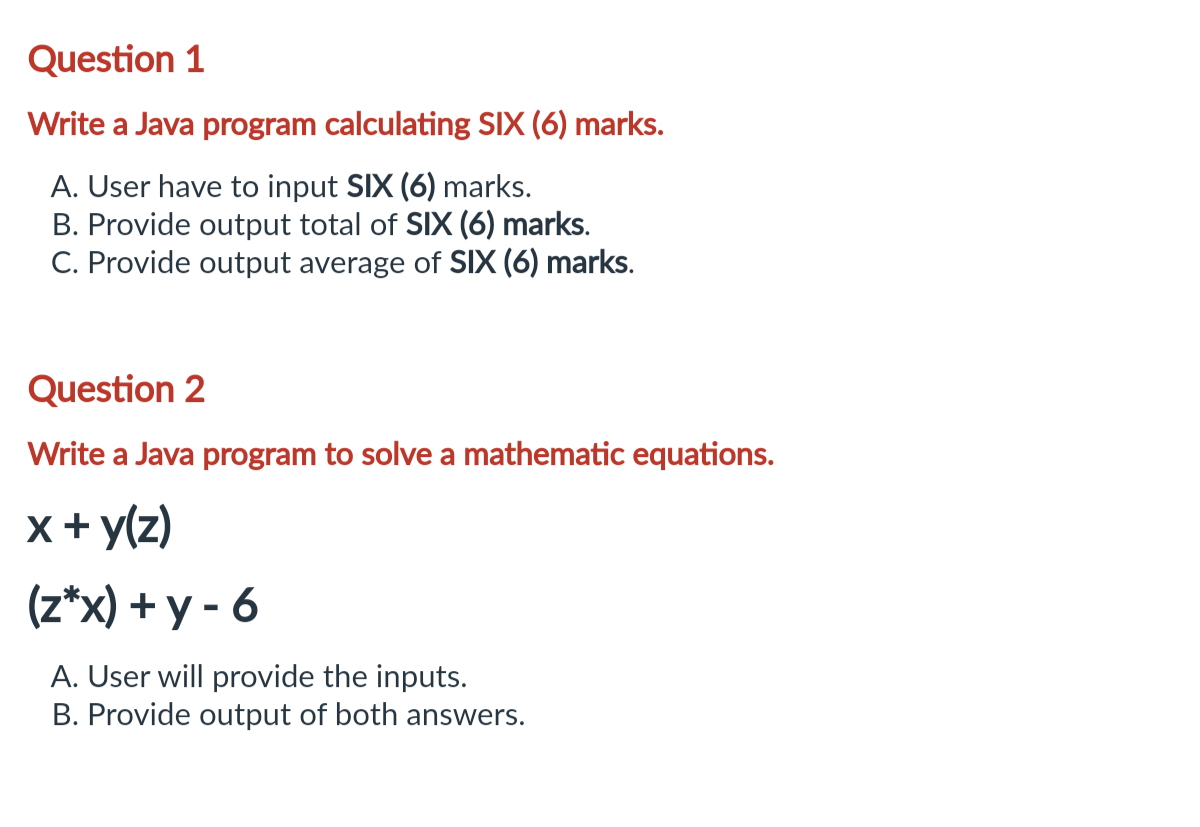 Question 1
Write a Java program calculating SIX (6) marks.
A. User have to input SIX (6) marks.
B. Provide output total of SIX (6) marks.
C. Provide output average of SIX (6) marks.
Question 2
Write a Java program to solve a mathematic equations.
x + y(z)
(z*x) + y - 6
A. User will provide the inputs.
B. Provide output of both answers.